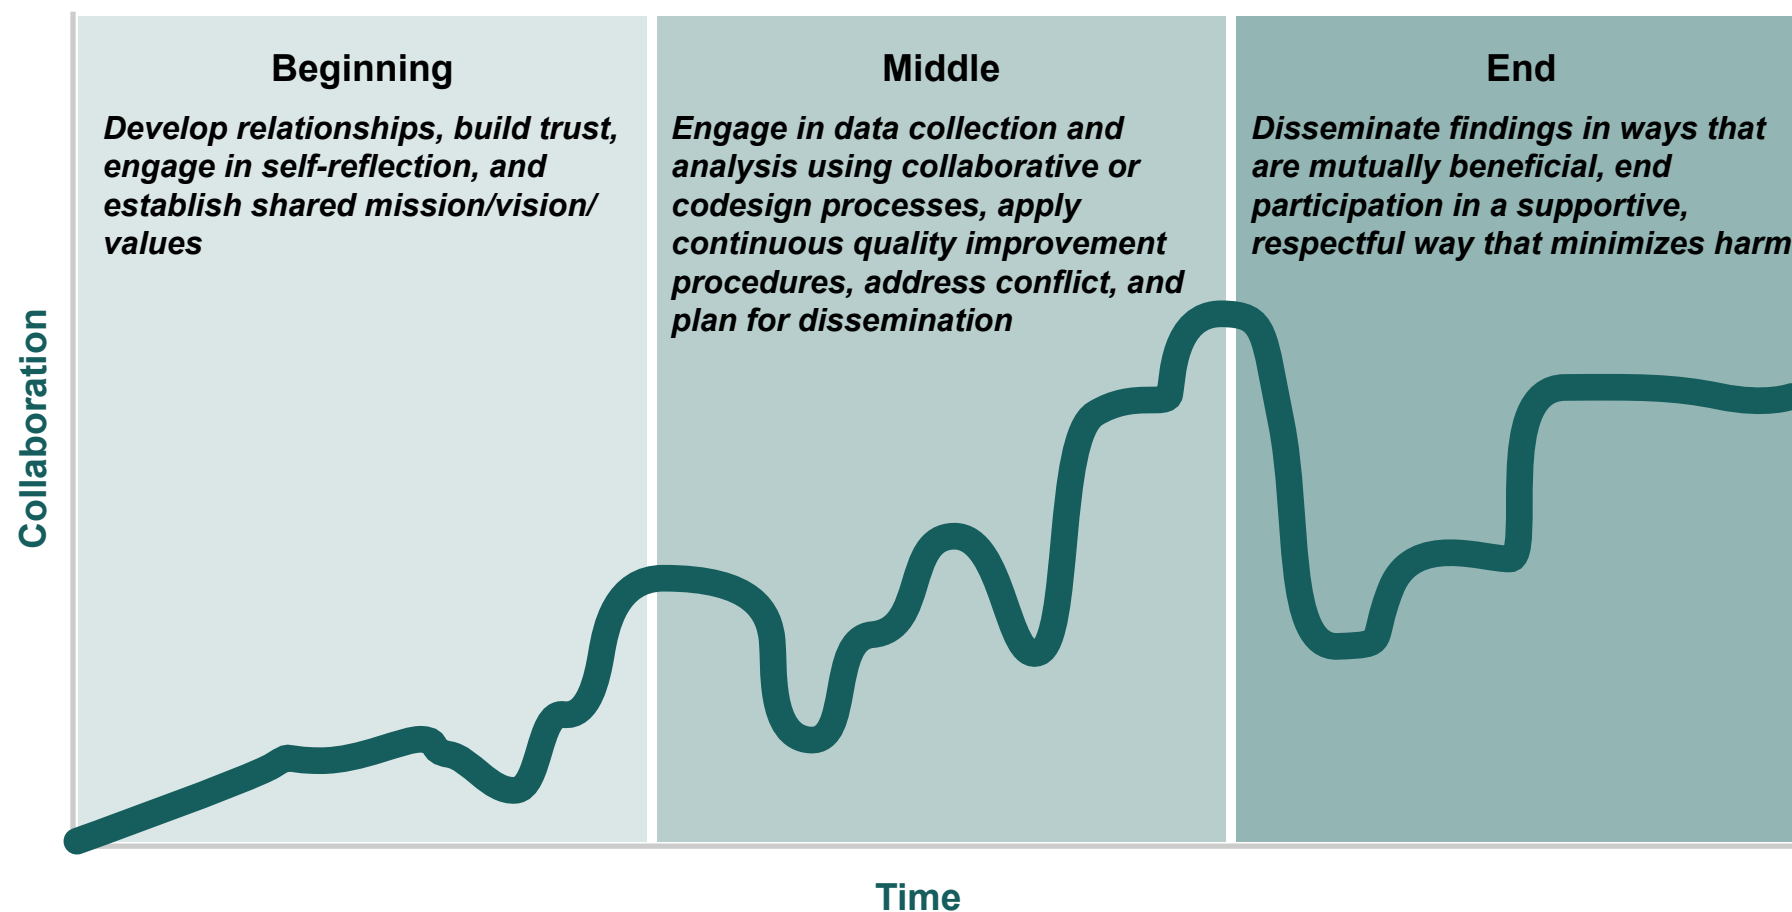 Beginning
Develop relationships, build trust,
engage in self-reflection, and
establish shared mission/vision/
values
Middle
Engage in data collection and
analysis using collaborative or
codesign processes, apply
continuous quality improvement
procedures, address conflict, and
plan for dissemination
End
Disseminate findings in ways that
are mutually beneficial, end
participation in a supportive,
respectful way that minimizes harm
Collaboration
Time